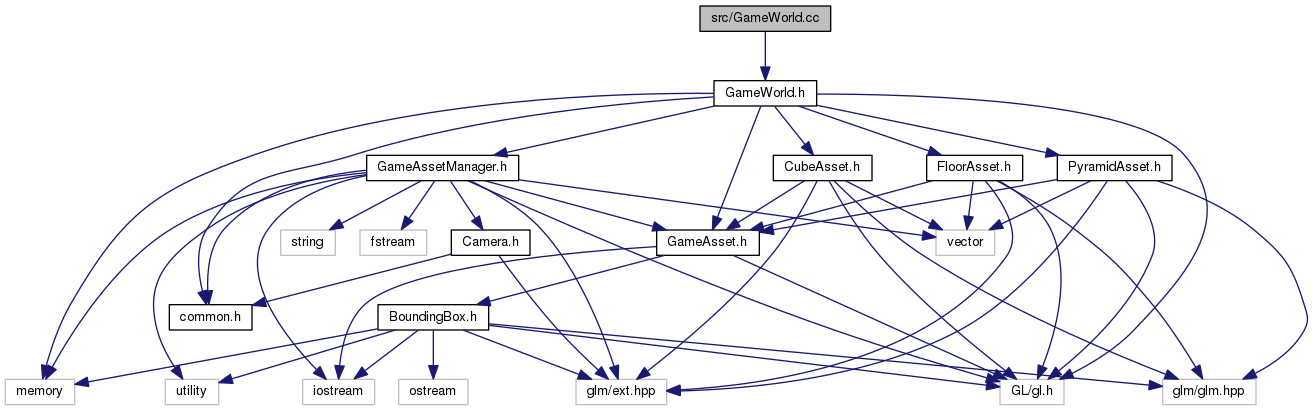 src/GameWorld.cc
GameWorld.h
GameAssetManager.h
CubeAsset.h
FloorAsset.h
PyramidAsset.h
string
fstream
Camera.h
GameAsset.h
vector
common.h
BoundingBox.h
memory
utility
iostream
ostream
glm/ext.hpp
GL/gl.h
glm/glm.hpp